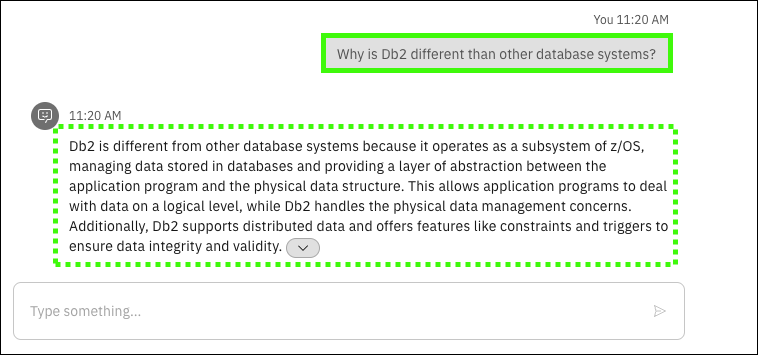 You 11:20 AM
Why is Db2 different than other database systems?
11:20 AM
Db2 is different from other database systems because it operates as a subsystem of z/OS,
managing data stored in databases and providing a layer of abstraction between the
application program and the physical data structure. This allows application programs to deal
with data on a logical level, while Db2 handles the physical data management concerns.
Additionally, Db2 supports distributed data and offers features like constraints and triggers to
ensure data integrity and validity.
Type something...